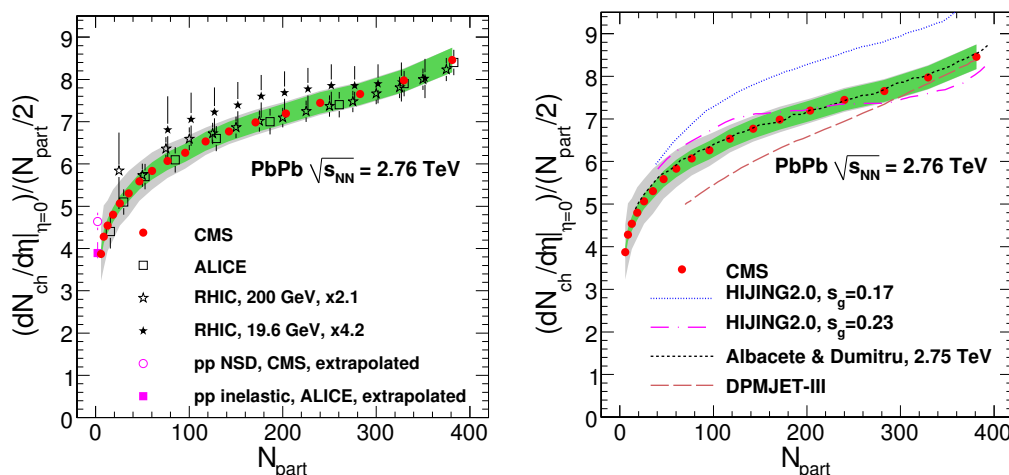 (dN_ch/dη|_η=0)/(N_part/2)
9
8
7
6
5
4
3
2
1
0
PbPb √s_NN = 2.76 TeV
CMS
ALICE
RHIC, 200 GeV, x2.1
RHIC, 19.6 GeV, x4.2
pp NSD, CMS, extrapolated
pp inelastic, ALICE, extrapolated
0 100 200 300 400
N_part
(dN_ch/dη|_η=0)/(N_part/2)
9
8
7
6
5
4
3
2
1
0
PbPb √s_NN = 2.76 TeV
CMS
HIJING2.0, s_g=0.17
HIJING2.0, s_g=0.23
Albacete & Dumitru, 2.75 TeV
DPMJET-III
0 100 200 300 400
N_part